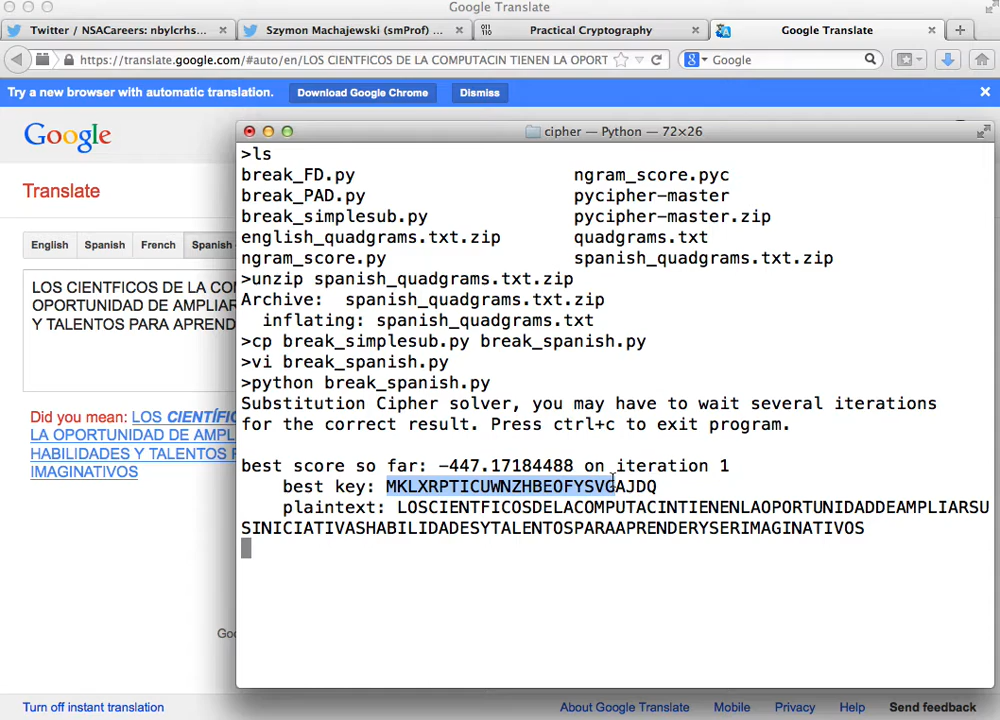 Google Translate
Twitter / NSACareers: nbylcrhs...
Szymon Machajewski (smProf) ...
Practical Cryptography
Google Translate
https://translate.google.com/#auto/en/LOS CIENTFICOS DE LA COMPUTACIN TIENEN LA OPORT
Google
Try a new browser with automatic translation.
Download Google Chrome
Dismiss
Google
Translate
English
Spanish
French
Spanish
LOS CIENTFICOS DE LA CO
OPORTUNIDAD DE AMPLIAR
Y TALENTOS PARA APREND
Did you mean: LOS CIENTÍFI
LA OPORTUNIDAD DE AMPL
HABILIDADES Y TALENTOS
IMAGINATIVOS
cipher — Python — 72×26
>ls
break_FD.py ngram_score.pyc
break_PAD.py pycipher-master
break_simplesub.py pycipher-master.zip
english_quadgrams.txt.zip quadgrams.txt
ngram_score.py spanish_quadgrams.txt.zip
>unzip spanish_quadgrams.txt.zip
Archive:  spanish_quadgrams.txt.zip
inflating: spanish_quadgrams.txt
>cp break_simplesub.py break_spanish.py
>vi break_spanish.py
>python break_spanish.py
Substitution Cipher solver, you may have to wait several iterations
for the correct result. Press ctrl+c to exit program.
best score so far: -447.17184488 on iteration 1
best key: MKLXRPTICUWNZHBEOFYSVGAJDQ
plaintext: LOSCIENTFICOSDELACOMPUTACINTIENENLAOPORTUNIDADDEAMPLIARSU
SINICIATIVASHABILIDADESYTALENTOSPARAAPRENDERYSERIMAGINATIVOS
Turn off instant translation
About Google Translate
Mobile
Privacy
Help
Send feedback